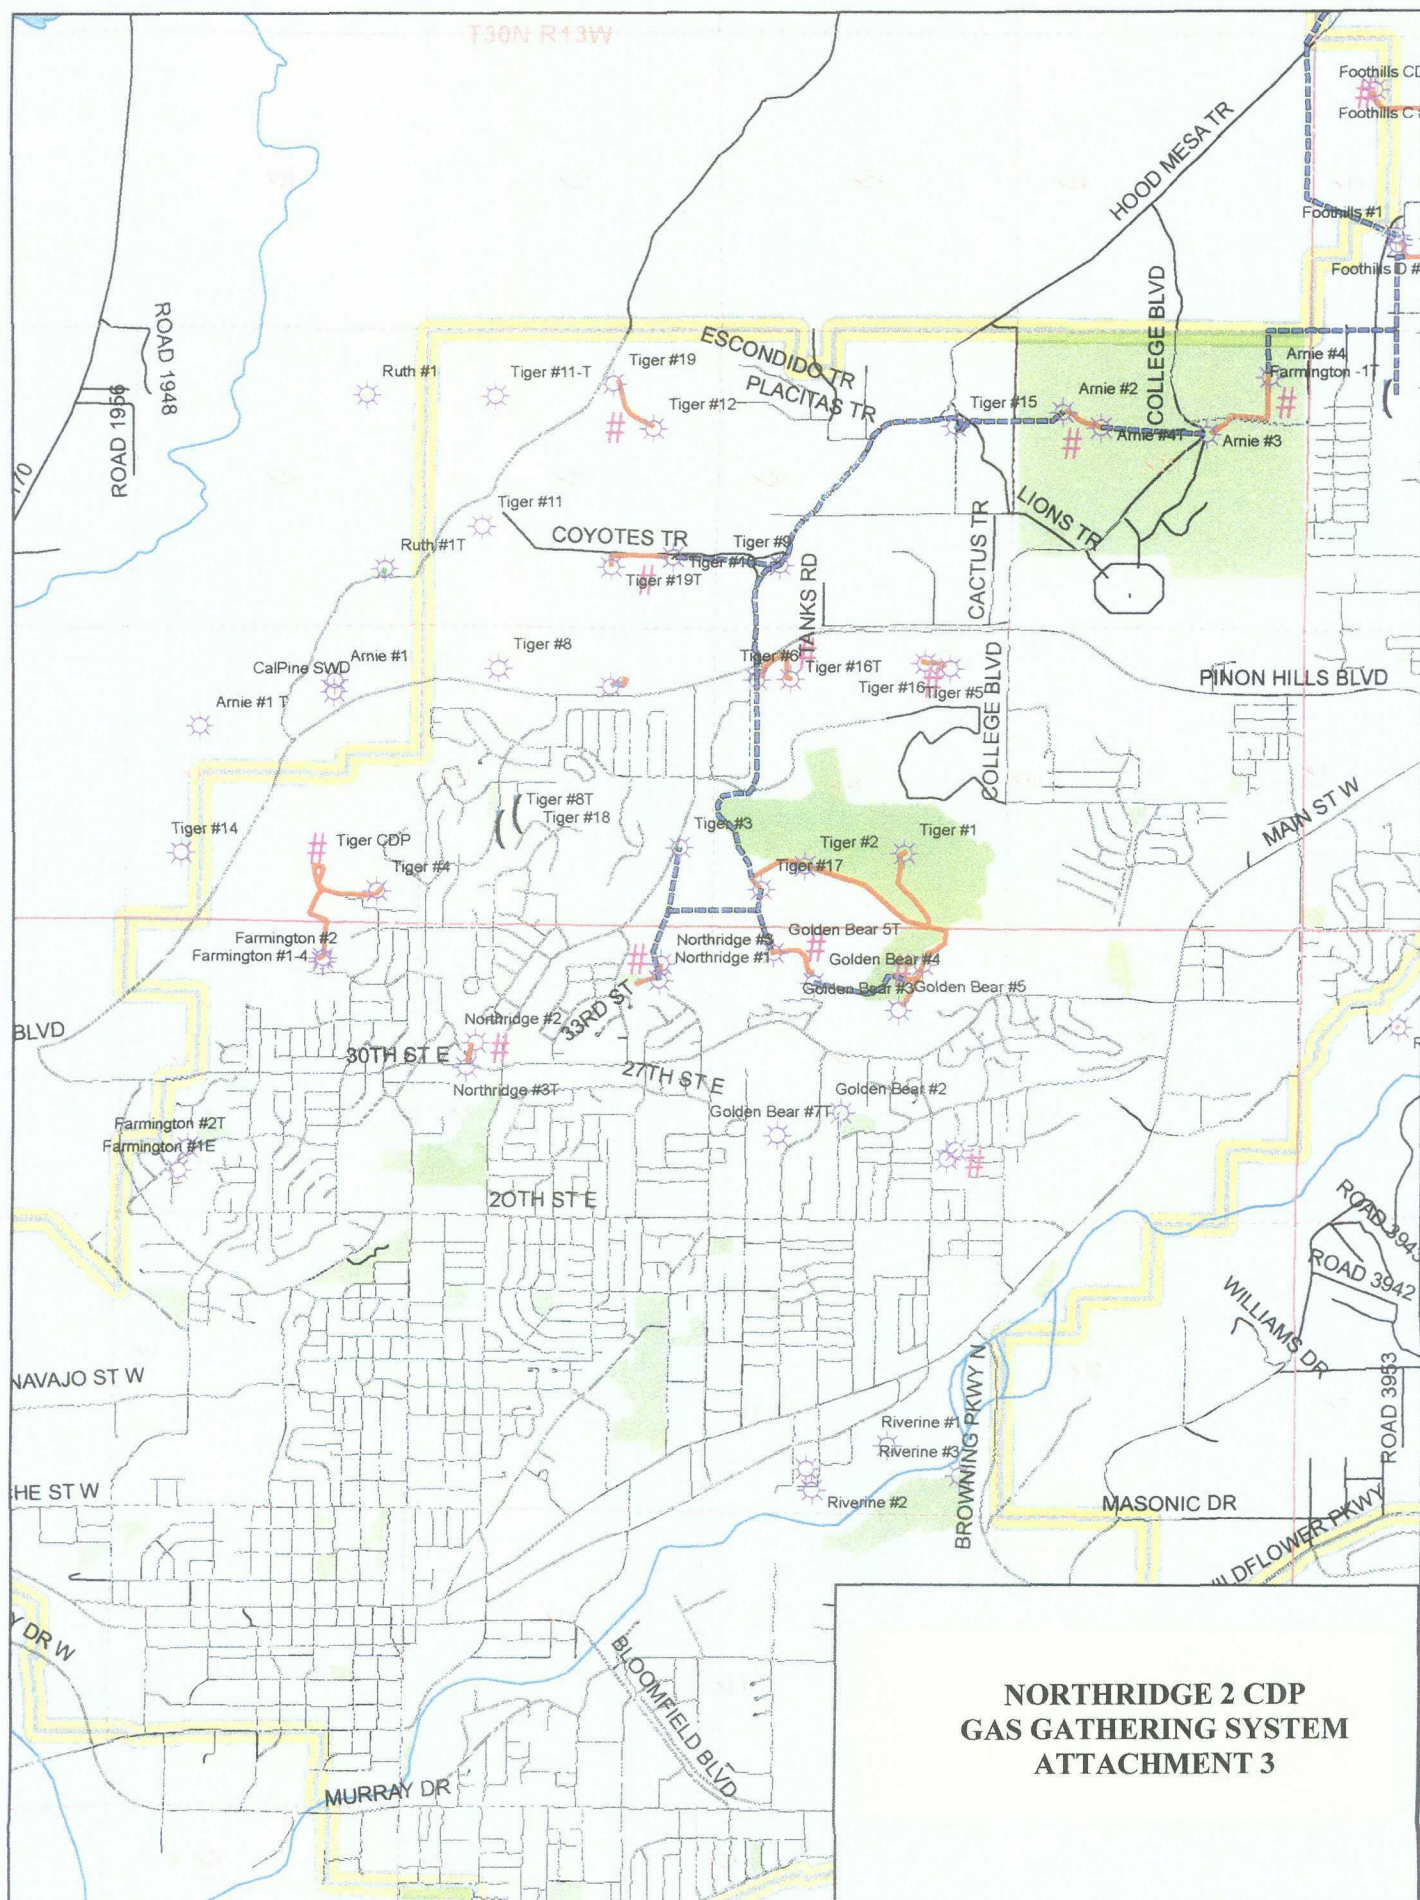 T30N R13W
Foothills CD
Foothills C #
HOOD MESA TR
Foothills #1
Foothills D #
COLLEGE BLVD
ROAD 1948
ROAD 1956
170
Ruth #1
Tiger #11-T
Tiger #19
Tiger #12
ESCONDIDO TR
PLACITAS TR
Tiger #15
Arnie #2
Arnie #4
Farmington -1T
Arnie #4T
Arnie #3
Tiger #11
COYOTES TR
Tiger #9
Tiger #10
Tiger #19T
Ruth #1T
LIONS TR
CACTUS TR
TANKS RD
Tiger #8
Arnie #1
CalPine SWD
Arnie #1 T
Tiger #6
Tiger #16T
Tiger #16
Tiger #5
COLLEGE BLVD
PINON HILLS BLVD
MAIN ST W
Tiger #8T
Tiger #18
Tiger #14
Tiger CDP
Tiger #4
Tiger #3
Tiger #2
Tiger #1
Tiger #17
Farmington #2
Farmington #1-4
Northridge #3
Northridge #1
Golden Bear 5T
Golden Bear #4
Golden Bear #3
Golden Bear #5
BLVD
33RD ST
Northridge #2
30TH ST E
27TH ST E
Northridge #3T
Golden Bear #2
Golden Bear #7T
R
Farmington #2T
Farmington #1E
20TH ST E
ROAD 3943
ROAD 3942
WILLIAMS DR
ROAD 3953
NAVAJO ST W
BROWNING PKWY N
Riverine #1
Riverine #3
Riverine #2
HE ST W
MASONIC DR
ILDFLOWER PKWY
Y DR W
BLOOMFIELD BLVD
MURRAY DR
NORTHRIDGE 2 CDP
GAS GATHERING SYSTEM
ATTACHMENT 3